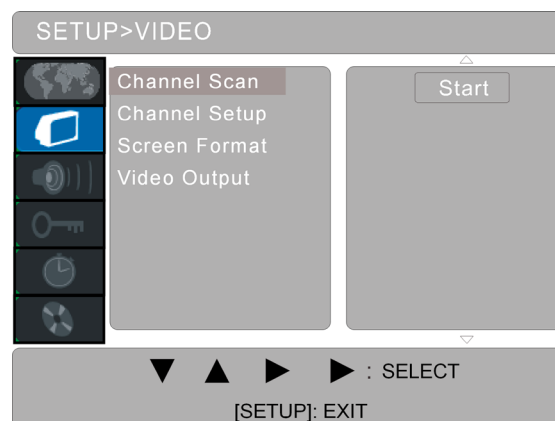 SETUP>VIDEO
Channel Scan
Channel Setup
Screen Format
Video Output
Start
▼ ▲ ▶ ▶ : SELECT
[SETUP]: EXIT